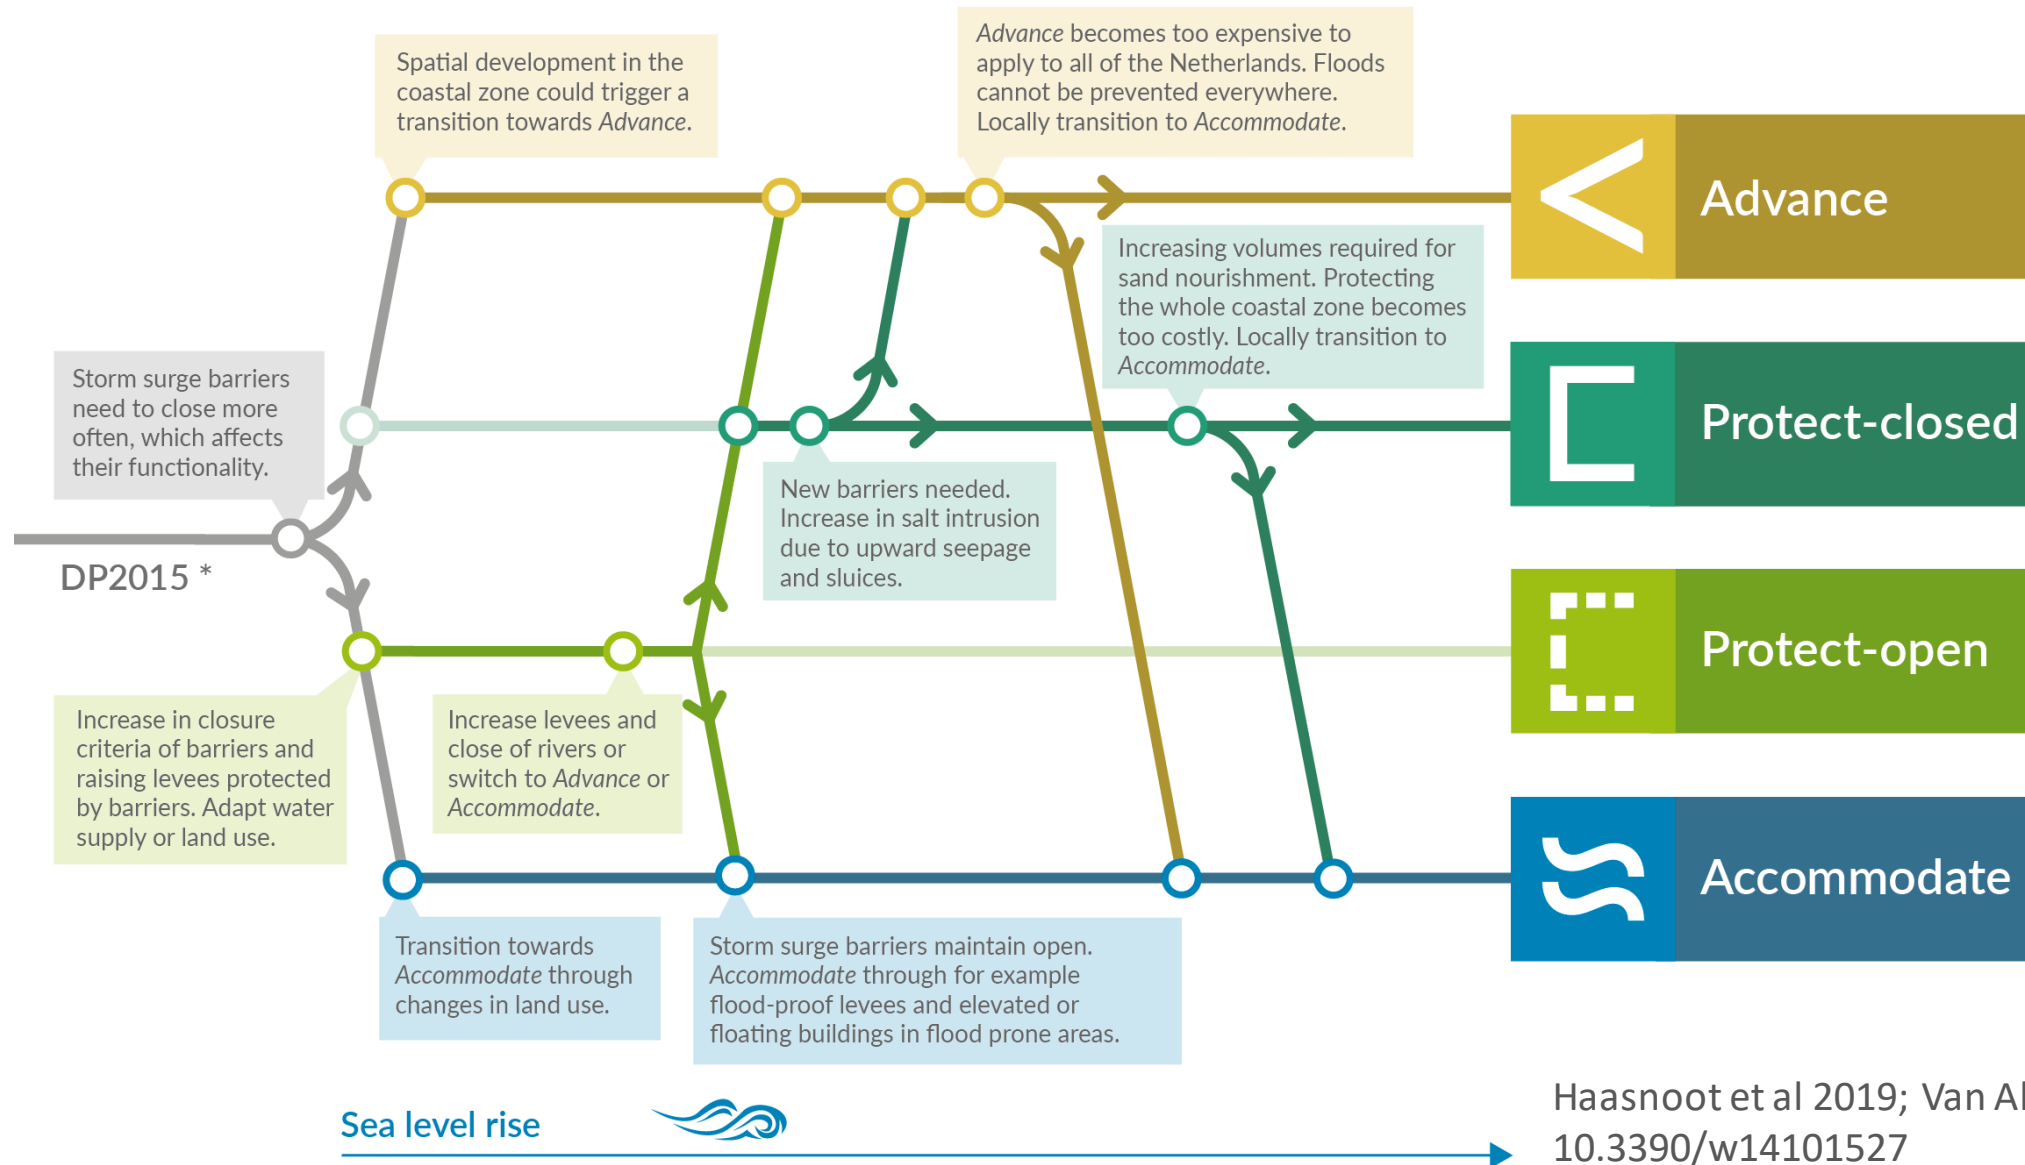 Spatial development in the
coastal zone could trigger a
transition towards Advance.
Advance becomes too expensive to
apply to all of the Netherlands. Floods
cannot be prevented everywhere.
Locally transition to Accommodate.
Advance
Increasing volumes required for
sand nourishment. Protecting
the whole coastal zone becomes
too costly. Locally transition to
Accommodate.
Storm surge barriers
need to close more
often, which affects
their functionality.
Protect-closed
New barriers needed.
Increase in salt intrusion
due to upward seepage
and sluices.
DP2015 *
Protect-open
Increase in closure
criteria of barriers and
raising levees protected
by barriers. Adapt water
supply or land use.
Increase levees and
close of rivers or
switch to Advance or
Accommodate.
Accommodate
Transition towards
Accommodate through
changes in land use.
Storm surge barriers maintain open.
Accommodate through for example
flood-proof levees and elevated or
floating buildings in flood prone areas.
Sea level rise
Haasnoot et al 2019; Van
10.3390/w14101527